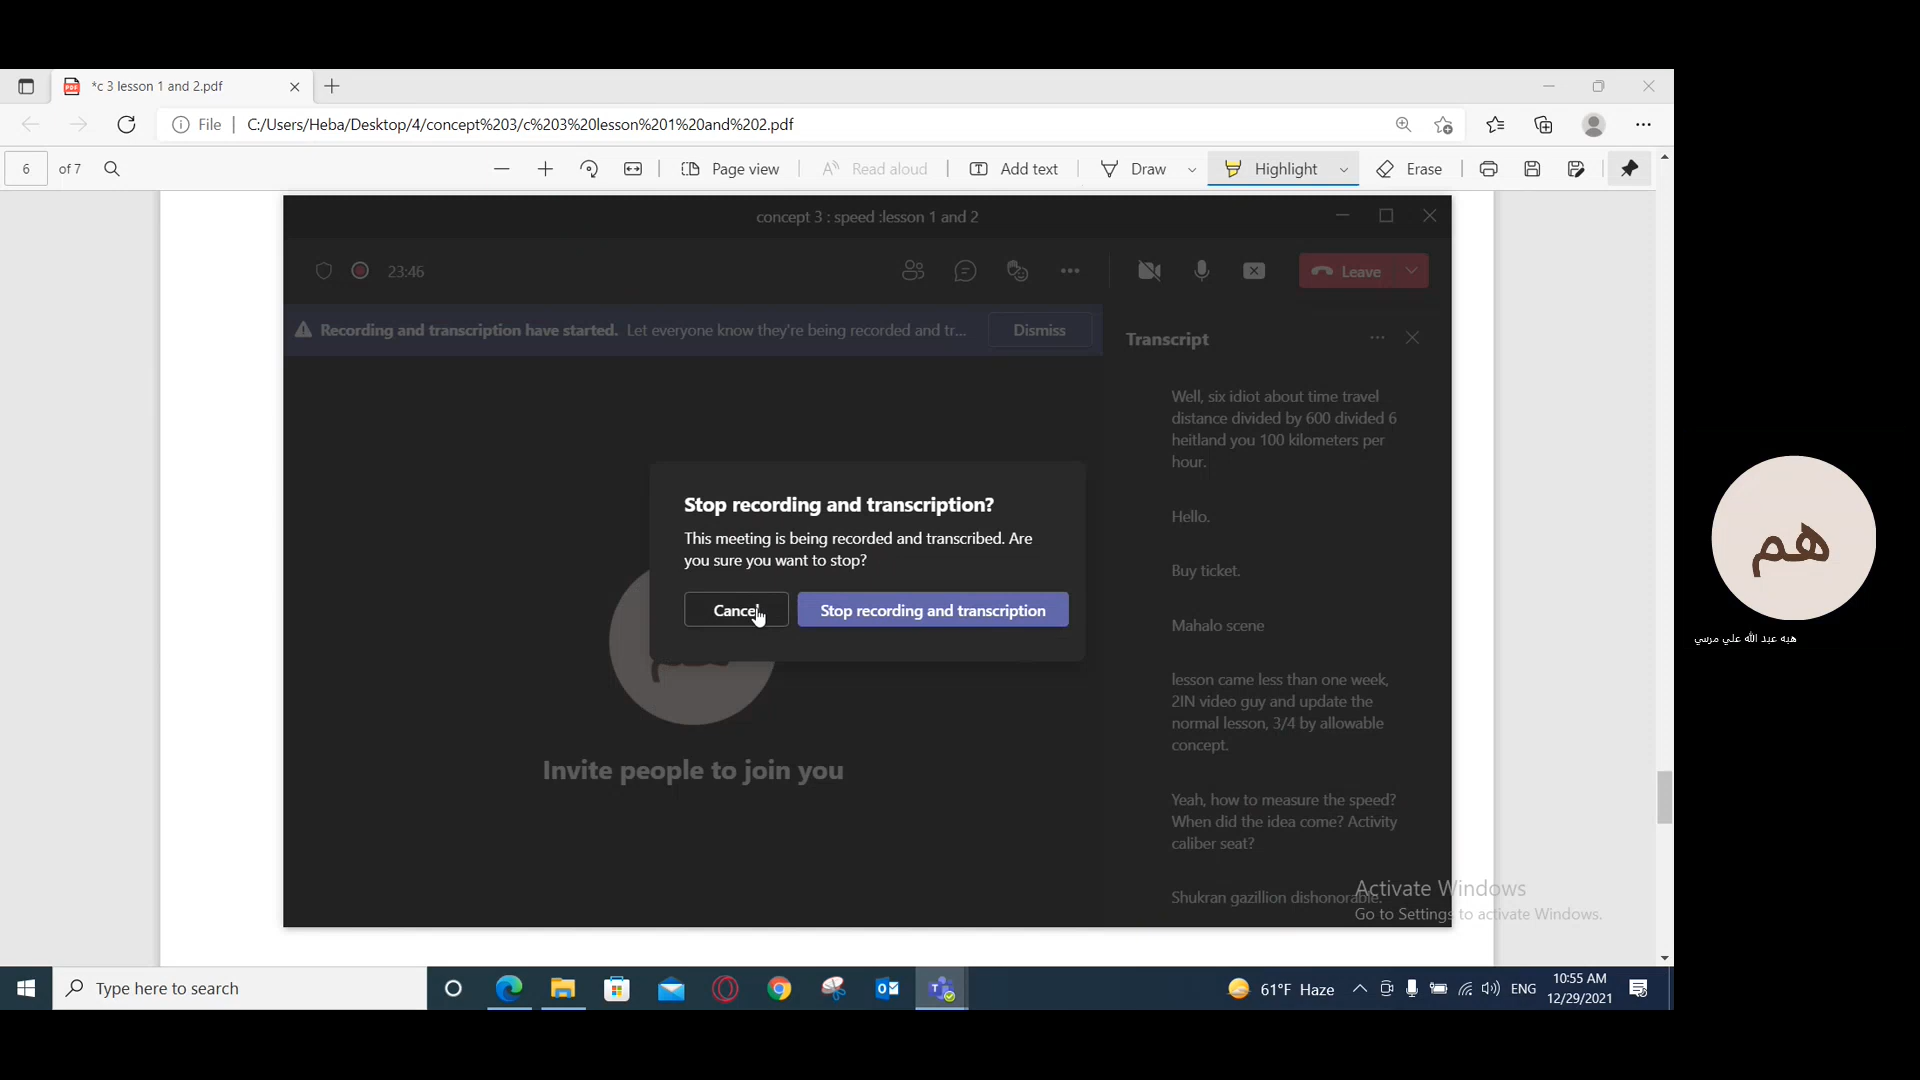 *c 3 lesson 1 and 2.pdf
File
C:/Users/Heba/Desktop/4/concept%203/c%203%20lesson%201%20and%202.pdf
6 of 7
Page view
Read aloud
Add text
Draw
Highlight
Erase
concept 3 : speed :lesson 1 and 2
23:46
Leave
Recording and transcription have started. Let everyone know they're being recorded and tr...
Dismiss
Transcript
Well, six idiot about time travel
distance divided by 600 divided 6
heitland you 100 kilometers per
hour.
Hello.
Buy ticket.
Mahalo scene
lesson came less than one week,
2IN video guy and update the
normal lesson, 3/4 by allowable
concept.
Yeah, how to measure the speed?
When did the idea come? Activity
caliber seat?
Shukran gazillion dishonorable.
Stop recording and transcription?
This meeting is being recorded and transcribed. Are
you sure you want to stop?
Cancel
Stop recording and transcription
Invite people to join you
هم
هبه عبد الله علي مرسي
Activate Windows
Go to Settings to activate Windows.
Type here to search
61°F Haze
ENG
10:55 AM
12/29/2021